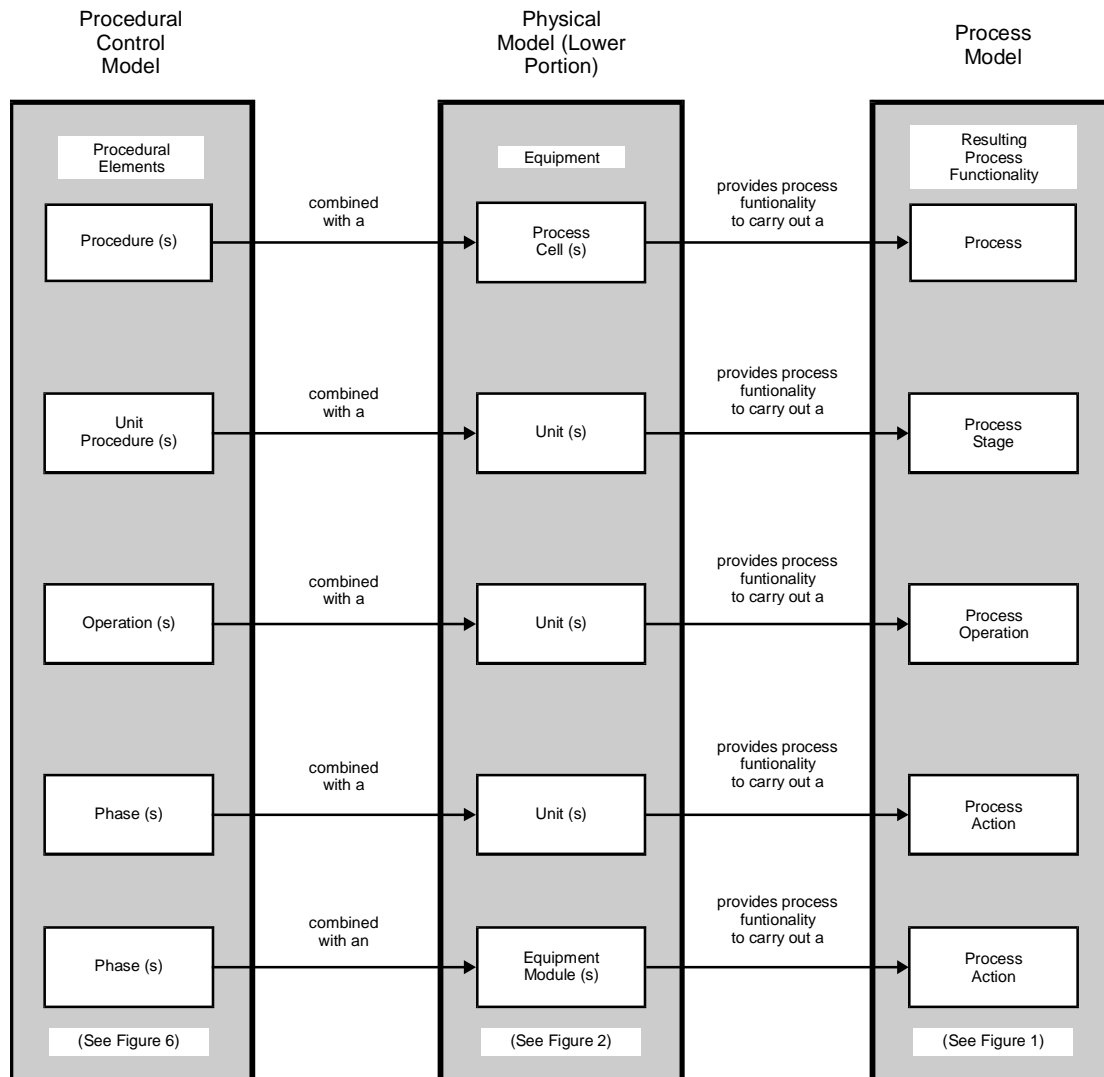 Procedural
Control
Model
Physical
Model (Lower
Portion)
Process
Model
Procedural
Elements
Equipment
Resulting
Process
Functionality
combined
with a
provides process
funtionality
to carry out a
Procedure (s)
Process
Cell (s)
Process
combined
with a
provides process
funtionality
to carry out a
Unit
Procedure (s)
Unit (s)
Process
Stage
combined
with a
provides process
funtionality
to carry out a
Operation (s)
Unit (s)
Process
Operation
combined
with a
provides process
funtionality
to carry out a
Phase (s)
Unit (s)
Process
Action
combined
with an
provides process
funtionality
to carry out a
Phase (s)
Equipment
Module (s)
Process
Action
(See Figure 6)
(See Figure 2)
(See Figure 1)